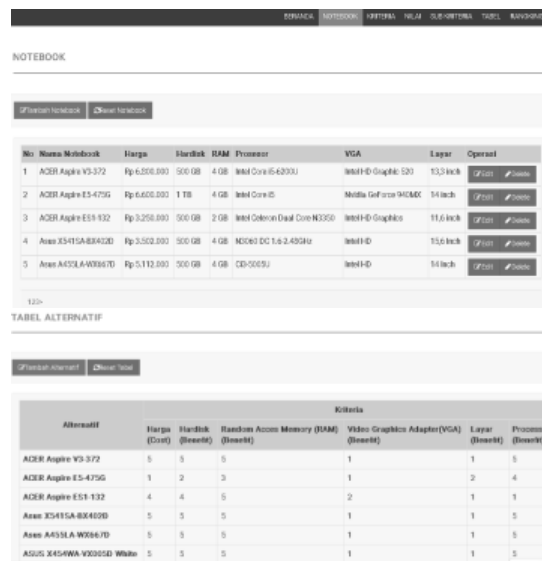 BERANDA NOTEBOOK KRITERIA NILAI SUB KRITERIA TABEL RANGKING
NOTEBOOK
Tambah Notebook Reset Notebook
No Nama Notebook Harga Hardisk RAM Prosesor VGA Layar Operasi
1 ACER Aspire V3-372 Rp 6,500.000 500 GB 4 GB Intel Core i5-6200U Intel HD Graphic 520 13,3 inch Edit Delete
2 ACER Aspire E5-475G Rp 6.600.000 1 TB 4 GB Intel Core i5 Nvidia GeForce 940MX 14 inch Edit Delete
3 ACER Aspire ES1-132 Rp 3.250.000 500 GB 2 GB Intel Celeron Dual Core N3350 Intel HD Graphics 11,6 inch Edit Delete
4 Asus X541SA-BX402D Rp 3,502.000 500 GB 4 GB N3060 DC 1.6-2.48GHz Intel HD 15,6 inch Edit Delete
5 Asus A455LA-WX667D Rp 5.112.000 500 GB 4 GB Ci3-5005U Intel HD 14 Inch Edit Delete
123>
TABEL ALTERNATIF
Tambah Alternatif Reset Tabel
Kriteria
Alternatif Harga (Cost) Hardisk (Benefit) Random Acces Memory (RAM) (Benefit) Video Graphics Adapter(VGA) (Benefit) Layar (Benefit)
ACER Aspire V3-372 5 5 5 1 1 5
ACER Aspire E5-475G 1 2 3 1 2 4
ACER Aspire ES1-132 4 4 5 2 1 1
Asus X541SA-BX402D 5 5 5 1 1 5
Asus A455LA-WX667D 5 5 5 1 1 5
ASUS X454WA-VX005D White 5 5 5 1 1 5